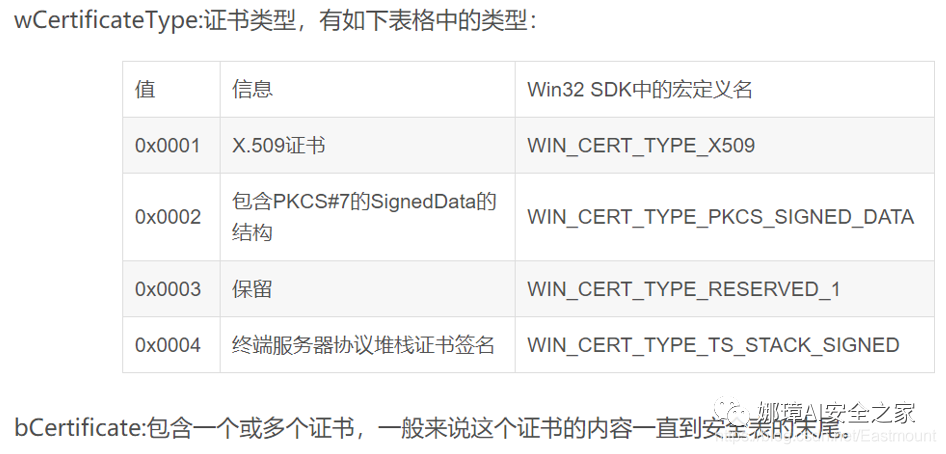 wCertificateType:证书类型，有如下表格中的类型：
值 信息 Win32 SDK中的宏定义名
0x0001 X.509证书 WIN_CERT_TYPE_X509
0x0002 包含PKCS#7的SignedData的
结构 WIN_CERT_TYPE_PKCS_SIGNED_DATA
0x0003 保留 WIN_CERT_TYPE_RESERVED_1
0x0004 终端服务器协议堆栈证书签名 WIN_CERT_TYPE_TS_STACK_SIGNED
娜璋AI安全之家
bCertificate:包含一个或多个证书，一般来说这个证书的内容一直到安全表的末尾。
https://blog.csdn.net/Eastmount